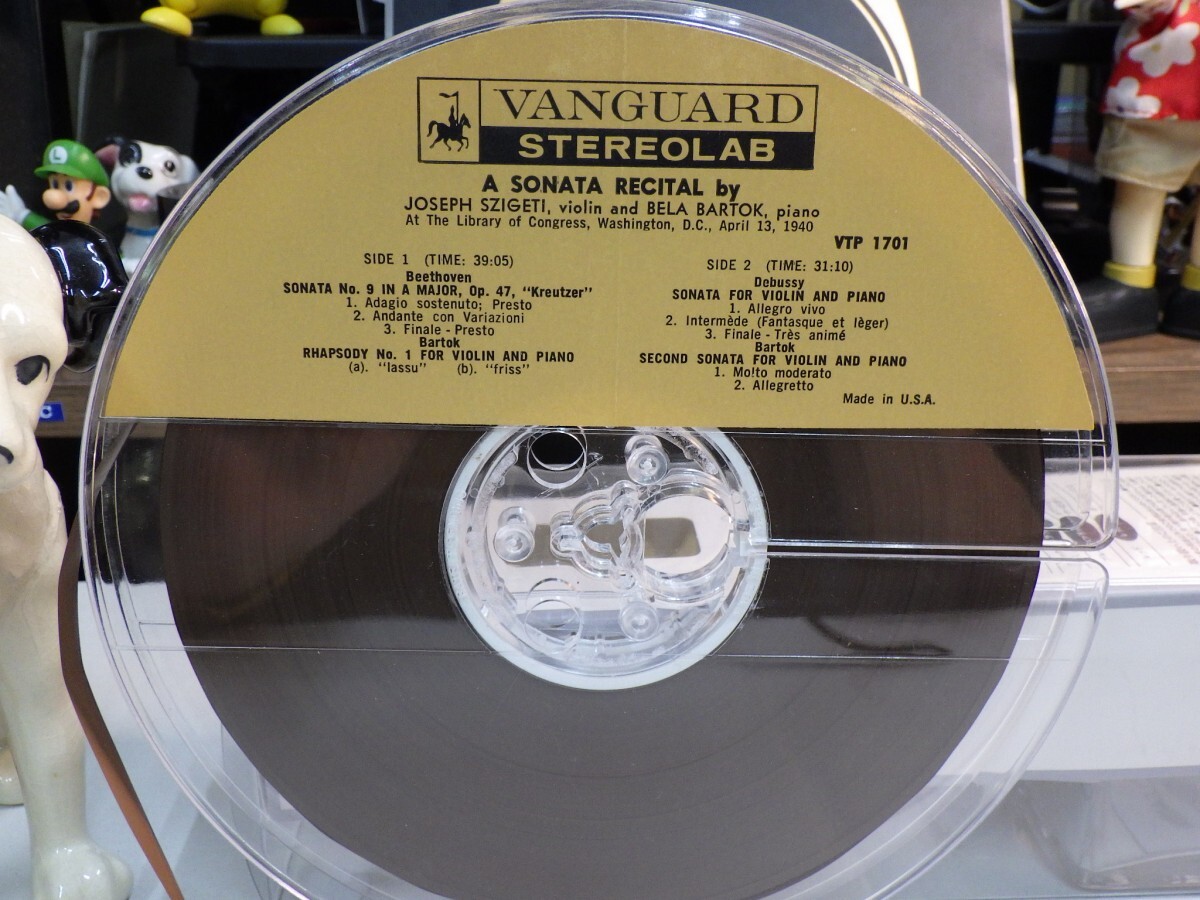 VANGUARD
STEREOLAB
A SONATA RECITAL by
JOSEPH SZIGETI, violin and BELA BARTOK, piano
At The Library of Congress, Washington, D.C., April 13, 1940
VTP 1701
SIDE 1 (TIME: 39:05)
Beethoven
SONATA No. 9 IN A MAJOR, Op. 47, "Kreutzer"
1. Adagio sostenuto; Presto
2. Andante con Variazioni
3. Finale - Presto
Bartok
RHAPSODY No. 1 FOR VIOLIN AND PIANO
(a). "lassu" (b). "friss"
SIDE 2 (TIME: 31:10)
Debussy
SONATA FOR VIOLIN AND PIANO
1. Allegro vivo
2. Intermède (Fantasque et lèger)
3. Finale - Très animé
Bartok
SECOND SONATA FOR VIOLIN AND PIANO
1. Molto moderato
2. Allegretto
Made in U.S.A.
L
C